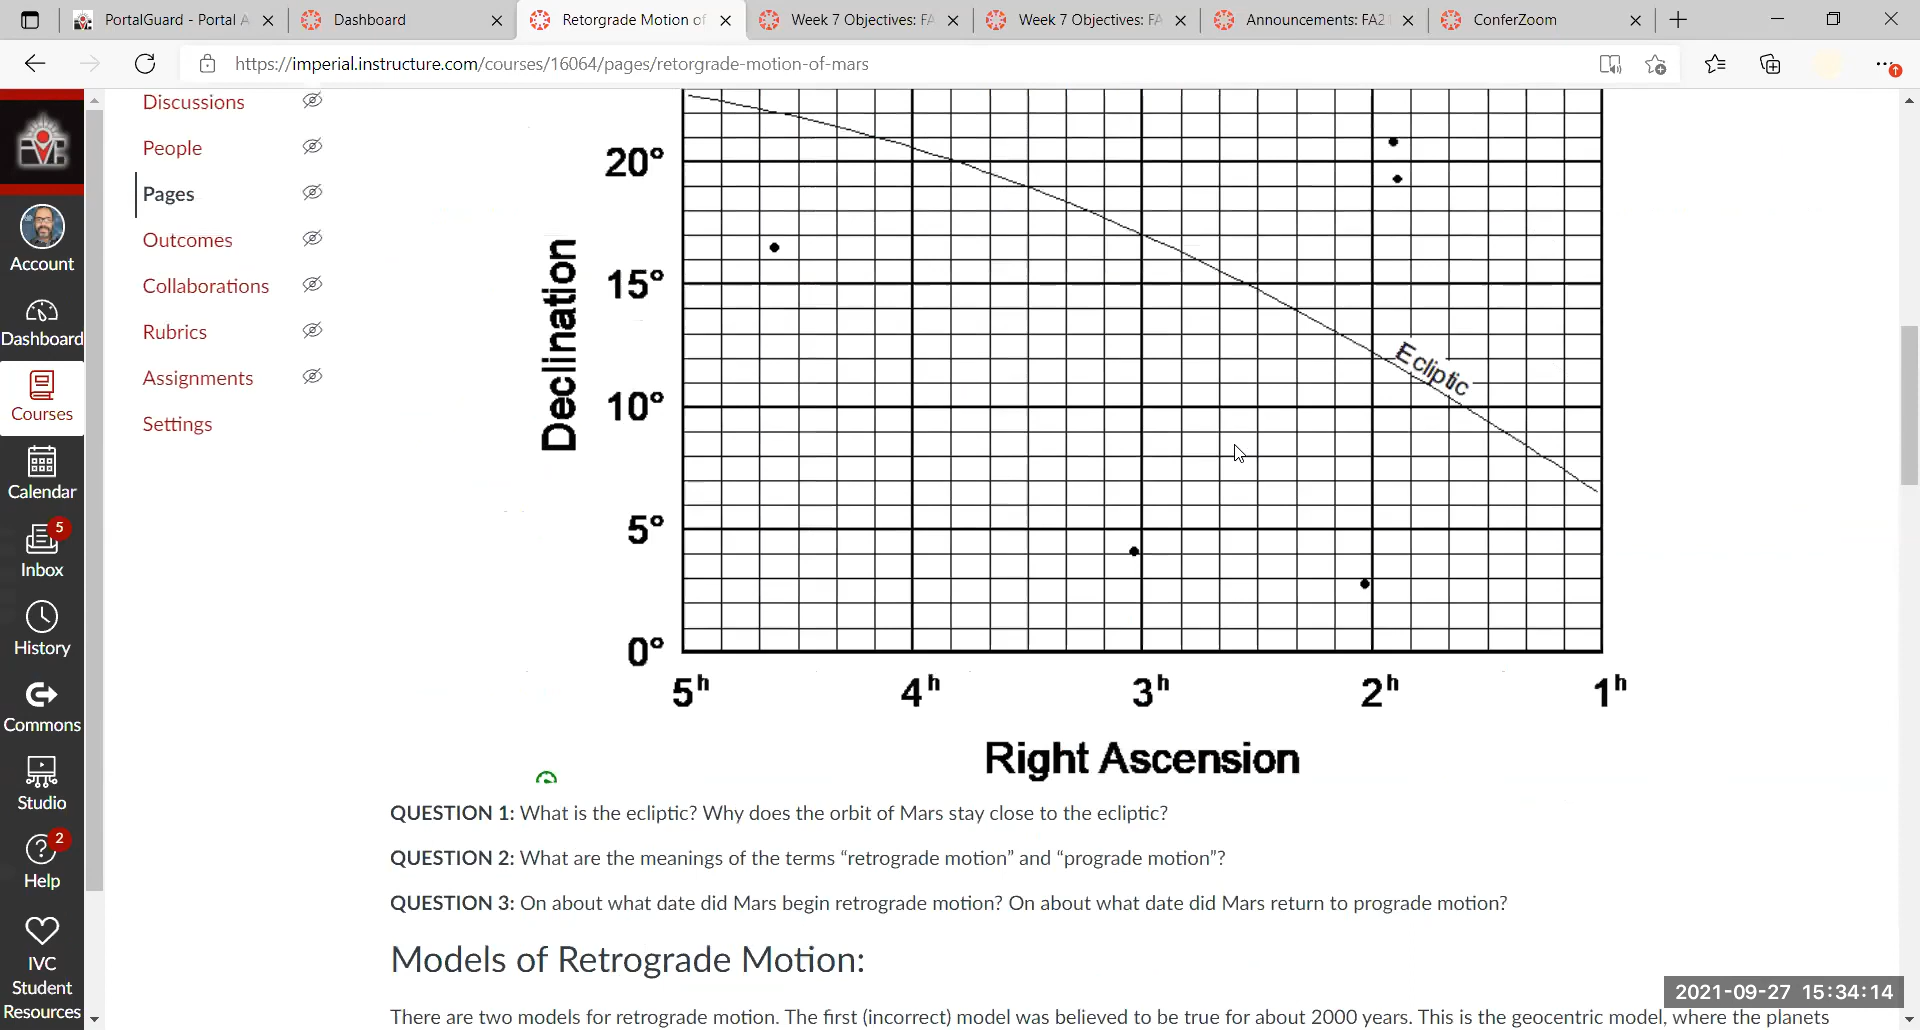 PortalGuard - Portal A
Dashboard
Retorgrade Motion of
Week 7 Objectives: FA
Week 7 Objectives: FA
Announcements: FA21
ConferZoom
https://imperial.instructure.com/courses/16064/pages/retorgrade-motion-of-mars
Account
Dashboard
Courses
Calendar
5
Inbox
History
Commons
Studio
2
Help
IVC
Student
Resources
Discussions
People
Pages
Outcomes
Collaborations
Rubrics
Assignments
Settings
Declination
20°
15°
10°
5°
0°
Ecliptic
5h 4h 3h 2h 1h
Right Ascension
QUESTION 1: What is the ecliptic? Why does the orbit of Mars stay close to the ecliptic?
QUESTION 2: What are the meanings of the terms “retrograde motion” and “prograde motion”?
QUESTION 3: On about what date did Mars begin retrograde motion? On about what date did Mars return to prograde motion?
Models of Retrograde Motion:
There are two models for retrograde motion. The first (incorrect) model was believed to be true for about 2000 years. This is the geocentric model, where the planets
2021-09-27 15:34:14